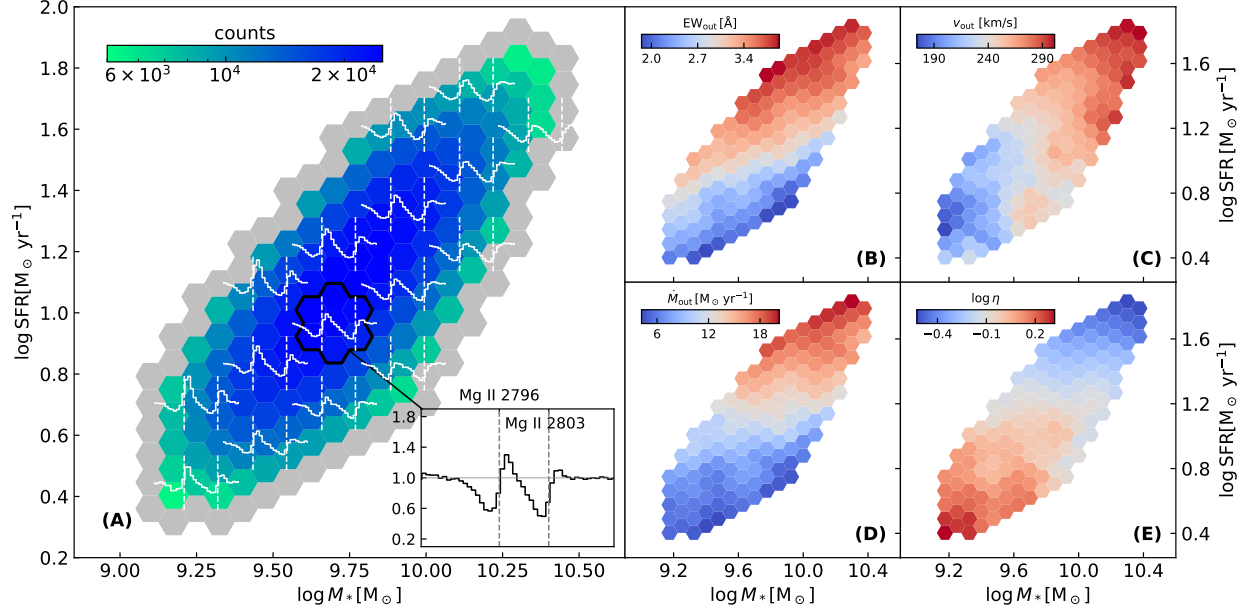 counts
6 × 10³ 10⁴ 2 × 10⁴
2.0
1.8
1.6
1.4
1.2
1.0
0.8
0.6
0.4
0.2
log SFR[M⊙ yr⁻¹]
(A)
Mg II 2796
Mg II 2803
1.8
1.4
1.0
0.6
0.2
9.00 9.25 9.50 9.75 10.00 10.25 10.50
log M* [M⊙]
EWout [Å]
2.0 2.7 3.4
(B)
vout [km/s]
190 240 290
(C)
1.6
1.2
0.8
0.4
log SFR [M⊙ yr⁻¹]
Ṁout [M⊙ yr⁻¹]
6 12 18
(D)
9.2 9.6 10.0 10.4
log M* [M⊙]
log η
−0.4 −0.1 0.2
(E)
1.6
1.2
0.8
0.4
log SFR [M⊙ yr⁻¹]
9.2 9.6 10.0 10.4
log M* [M⊙]